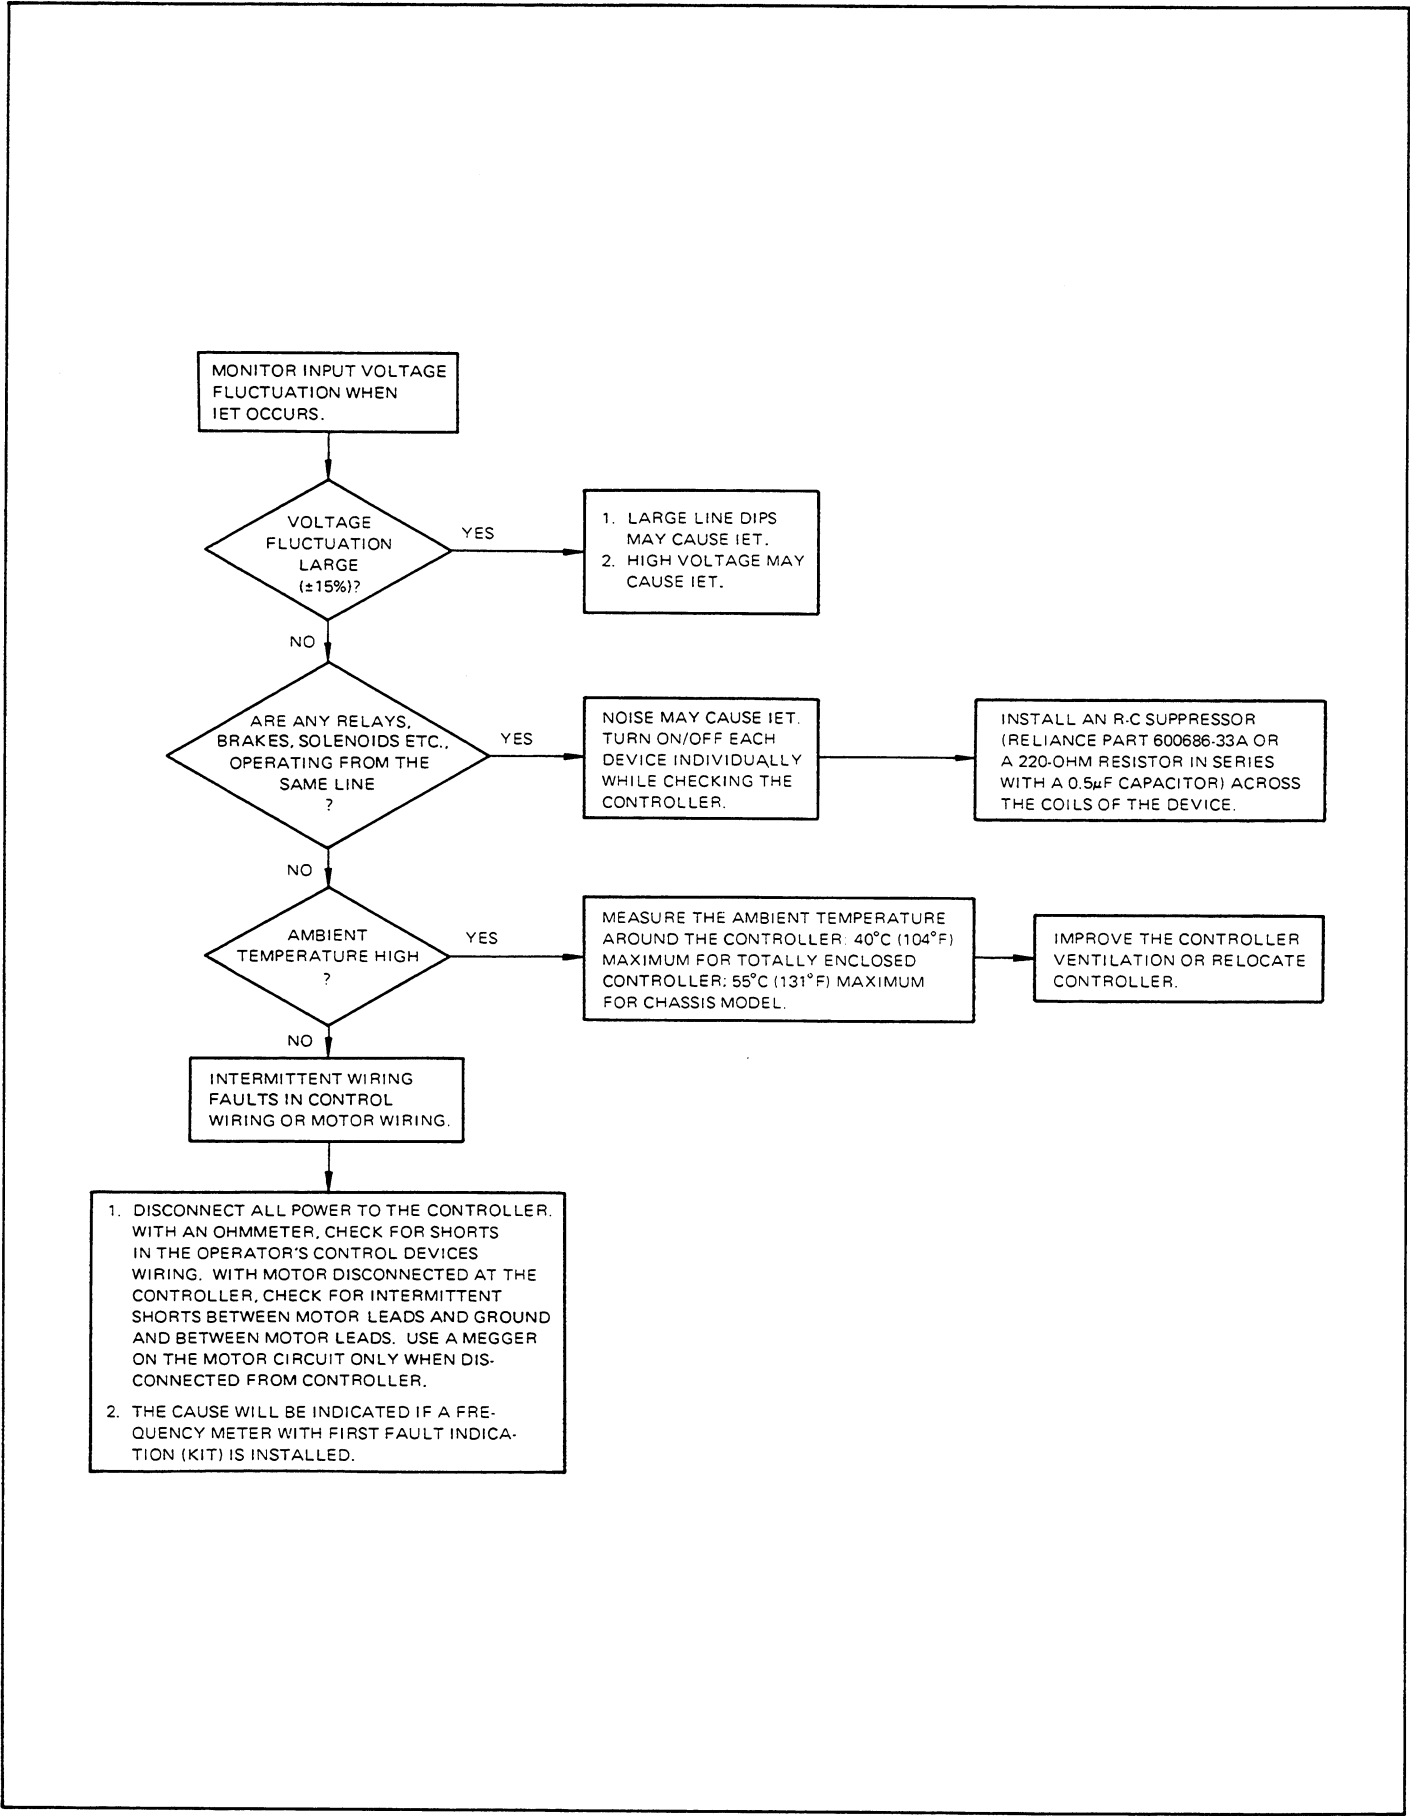 MONITOR INPUT VOLTAGE
FLUCTUATION WHEN
IET OCCURS.
VOLTAGE
FLUCTUATION
LARGE
(±15%)?
YES
1. LARGE LINE DIPS
MAY CAUSE IET.
2. HIGH VOLTAGE MAY
CAUSE IET.
NO
ARE ANY RELAYS,
BRAKES, SOLENOIDS ETC.,
OPERATING FROM THE
SAME LINE
?
YES
NOISE MAY CAUSE IET.
TURN ON/OFF EACH
DEVICE INDIVIDUALLY
WHILE CHECKING THE
CONTROLLER.
INSTALL AN R-C SUPPRESSOR
(RELIANCE PART 600686-33A OR
A 220-OHM RESISTOR IN SERIES
WITH A 0.5µF CAPACITOR) ACROSS
THE COILS OF THE DEVICE.
NO
AMBIENT
TEMPERATURE HIGH
?
YES
MEASURE THE AMBIENT TEMPERATURE
AROUND THE CONTROLLER: 40°C (104°F)
MAXIMUM FOR TOTALLY ENCLOSED
CONTROLLER; 55°C (131°F) MAXIMUM
FOR CHASSIS MODEL.
IMPROVE THE CONTROLLER
VENTILATION OR RELOCATE
CONTROLLER.
NO
INTERMITTENT WIRING
FAULTS IN CONTROL
WIRING OR MOTOR WIRING.
1. DISCONNECT ALL POWER TO THE CONTROLLER.
WITH AN OHMMETER, CHECK FOR SHORTS
IN THE OPERATOR'S CONTROL DEVICES
WIRING. WITH MOTOR DISCONNECTED AT THE
CONTROLLER, CHECK FOR INTERMITTENT
SHORTS BETWEEN MOTOR LEADS AND GROUND
AND BETWEEN MOTOR LEADS. USE A MEGGER
ON THE MOTOR CIRCUIT ONLY WHEN DIS-
CONNECTED FROM CONTROLLER.
2. THE CAUSE WILL BE INDICATED IF A FRE-
QUENCY METER WITH FIRST FAULT INDICA-
TION (KIT) IS INSTALLED.